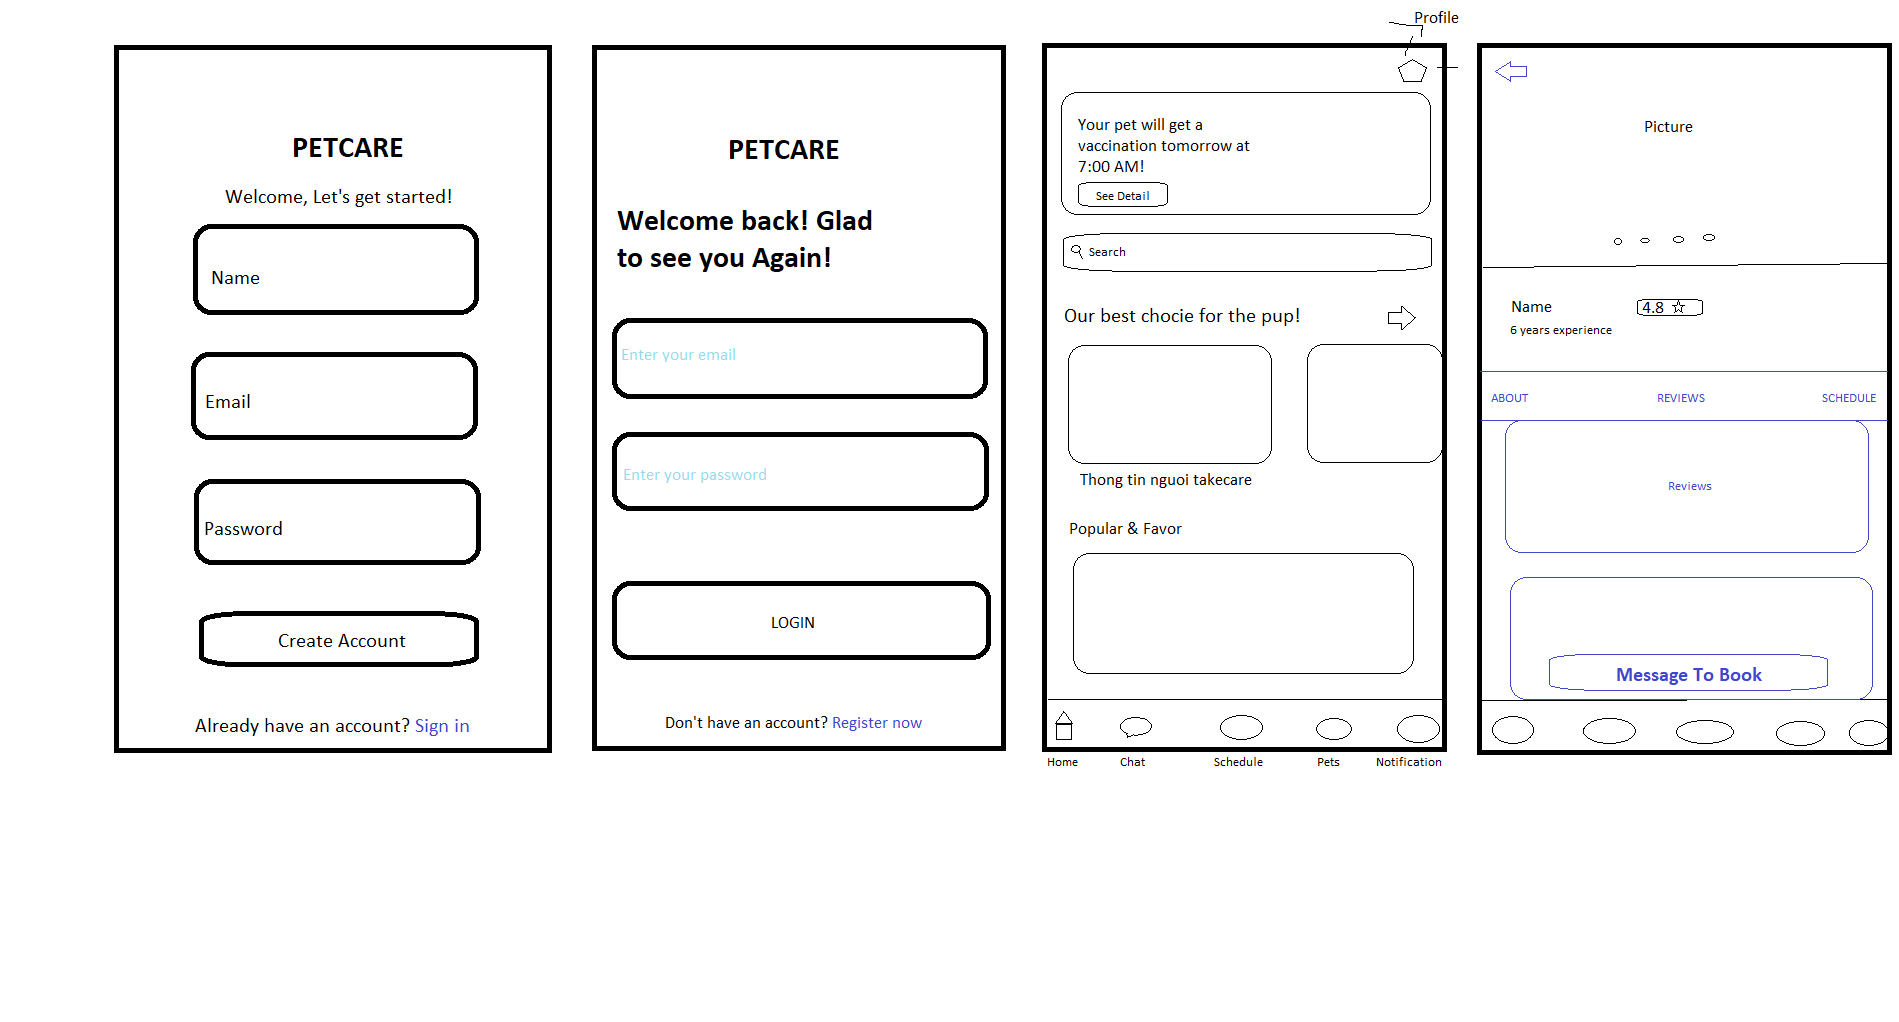 PETCARE
Welcome, Let's get started!
Name
Email
Password
Create Account
Already have an account? Sign in
PETCARE
Welcome back! Glad
to see you Again!
Enter your email
Enter your password
LOGIN
Don't have an account? Register now
Profile
Your pet will get a
vaccination tomorrow at
7:00 AM!
See Detail
Search
Our best chocie for the pup!
Thong tin nguoi takecare
Popular & Favor
Home
Chat
Schedule
Pets
Notification
Picture
Name
4.8
6 years experience
ABOUT
REVIEWS
SCHEDULE
Reviews
Message To Book